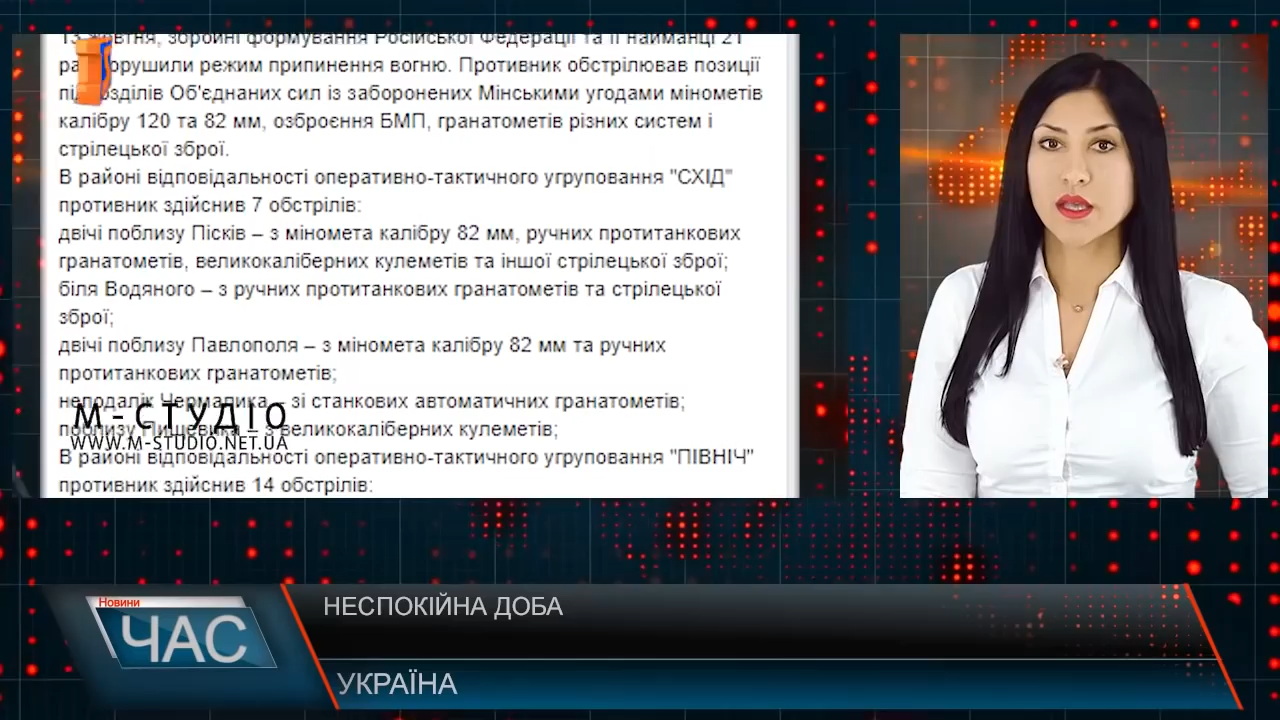 13 жовтня, збройні формування Російської Федерації та її найманці 21
порушили режим припинення вогню. Противник обстрілював позиції
підрозділів Об'єднаних сил із заборонених Мінськими угодами мінометів
калібру 120 та 82 мм, озброєння БМП, гранатометів різних систем і
стрілецької зброї.
В районі відповідальності оперативно-тактичного угруповання "СХІД"
противник здійснив 7 обстрілів:
двічі поблизу Пісків – з міномета калібру 82 мм, ручних протитанкових
гранатометів, великокаліберних кулеметів та іншої стрілецької зброї;
біля Водяного – з ручних протитанкових гранатометів та стрілецької
зброї;
двічі поблизу Павлополя – з міномета калібру 82 мм та ручних
протитанкових гранатометів;
неподалік Чермалика – зі станкових автоматичних гранатометів;
М-СТУДІО
поблизу Пищевика – з великокаліберних кулеметів;
WWW.M-STUDIO.NET.UA
В районі відповідальності оперативно-тактичного угруповання "ПІВНІЧ"
противник здійснив 14 обстрілів:
Новини
ЧАС
НЕСПОКІЙНА ДОБА
УКРАЇНА